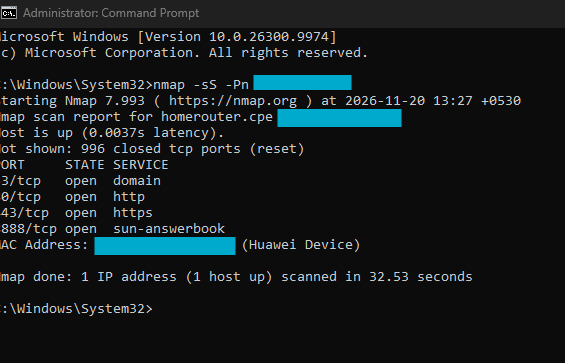 Administrator: Command Prompt
icrosoft Windows [Version 10.0.26300.9974]
c) Microsoft Corporation. All rights reserved.
:\Windows\System32>nmap -sS -Pn
tarting Nmap 7.993 ( https://nmap.org ) at 2026-11-20 13:27 +0530
map scan report for homerouter.cpe
ost is up (0.0037s latency).
ot shown: 996 closed tcp ports (reset)
ORT STATE SERVICE
3/tcp open domain
0/tcp open http
43/tcp open https
888/tcp open sun-answerbook
AC Address: (Huawei Device)
map done: 1 IP address (1 host up) scanned in 32.53 seconds
:\Windows\System32>